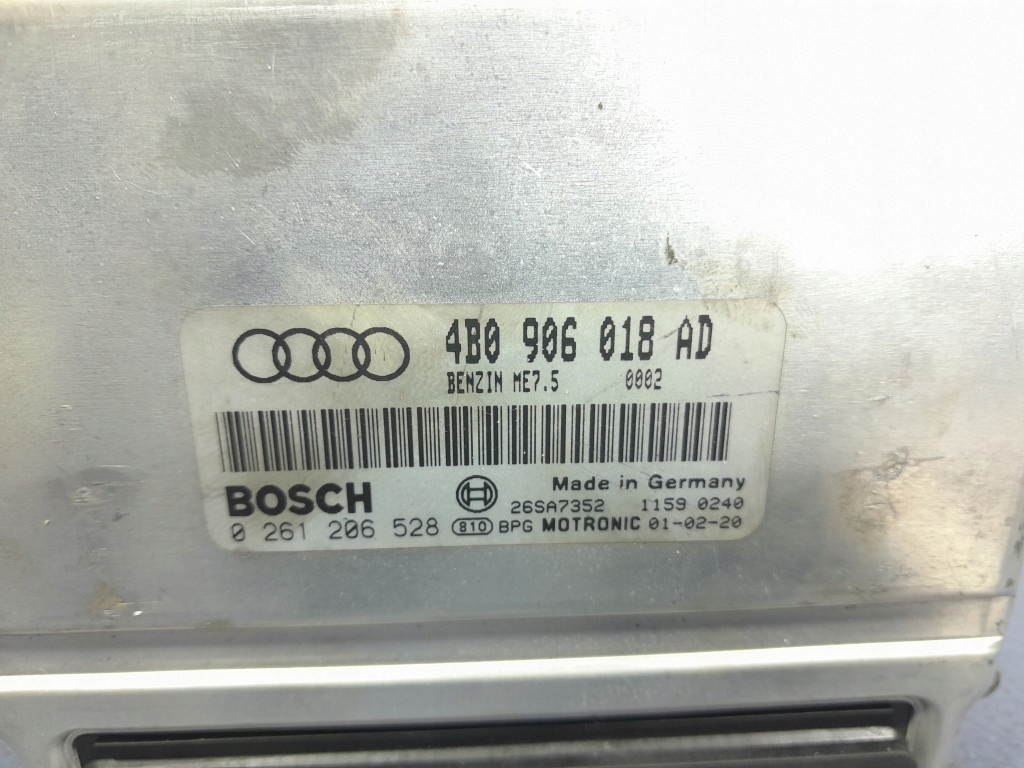 4B0 906 018 AD
BENZIN ME7.5 0002
BOSCH
Made in Germany
26SA7352 1159 0240
0 261 206 528 810 BPG MOTRONIC 01-02-20